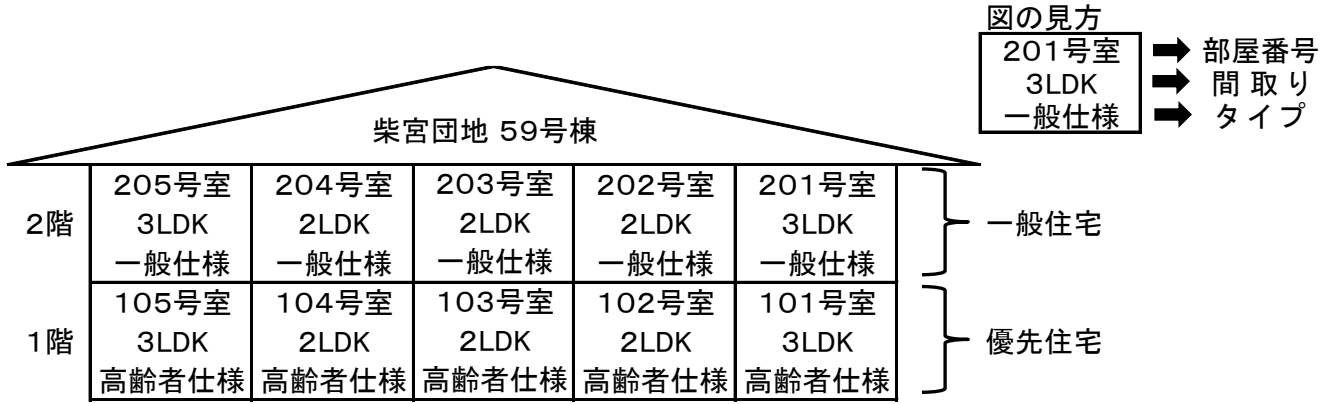 図の見方
201号室 部屋番号
3LDK 間取り
一般仕様 タイプ
柴宮団地 59号棟
205号室 204号室 203号室 202号室 201号室
2階 3LDK 2LDK 2LDK 2LDK 3LDK 一般住宅
一般仕様 一般仕様 一般仕様 一般仕様 一般仕様
105号室 104号室 103号室 102号室 101号室
1階 3LDK 2LDK 2LDK 2LDK 3LDK 優先住宅
高齢者仕様 高齢者仕様 高齢者仕様 高齢者仕様 高齢者仕様